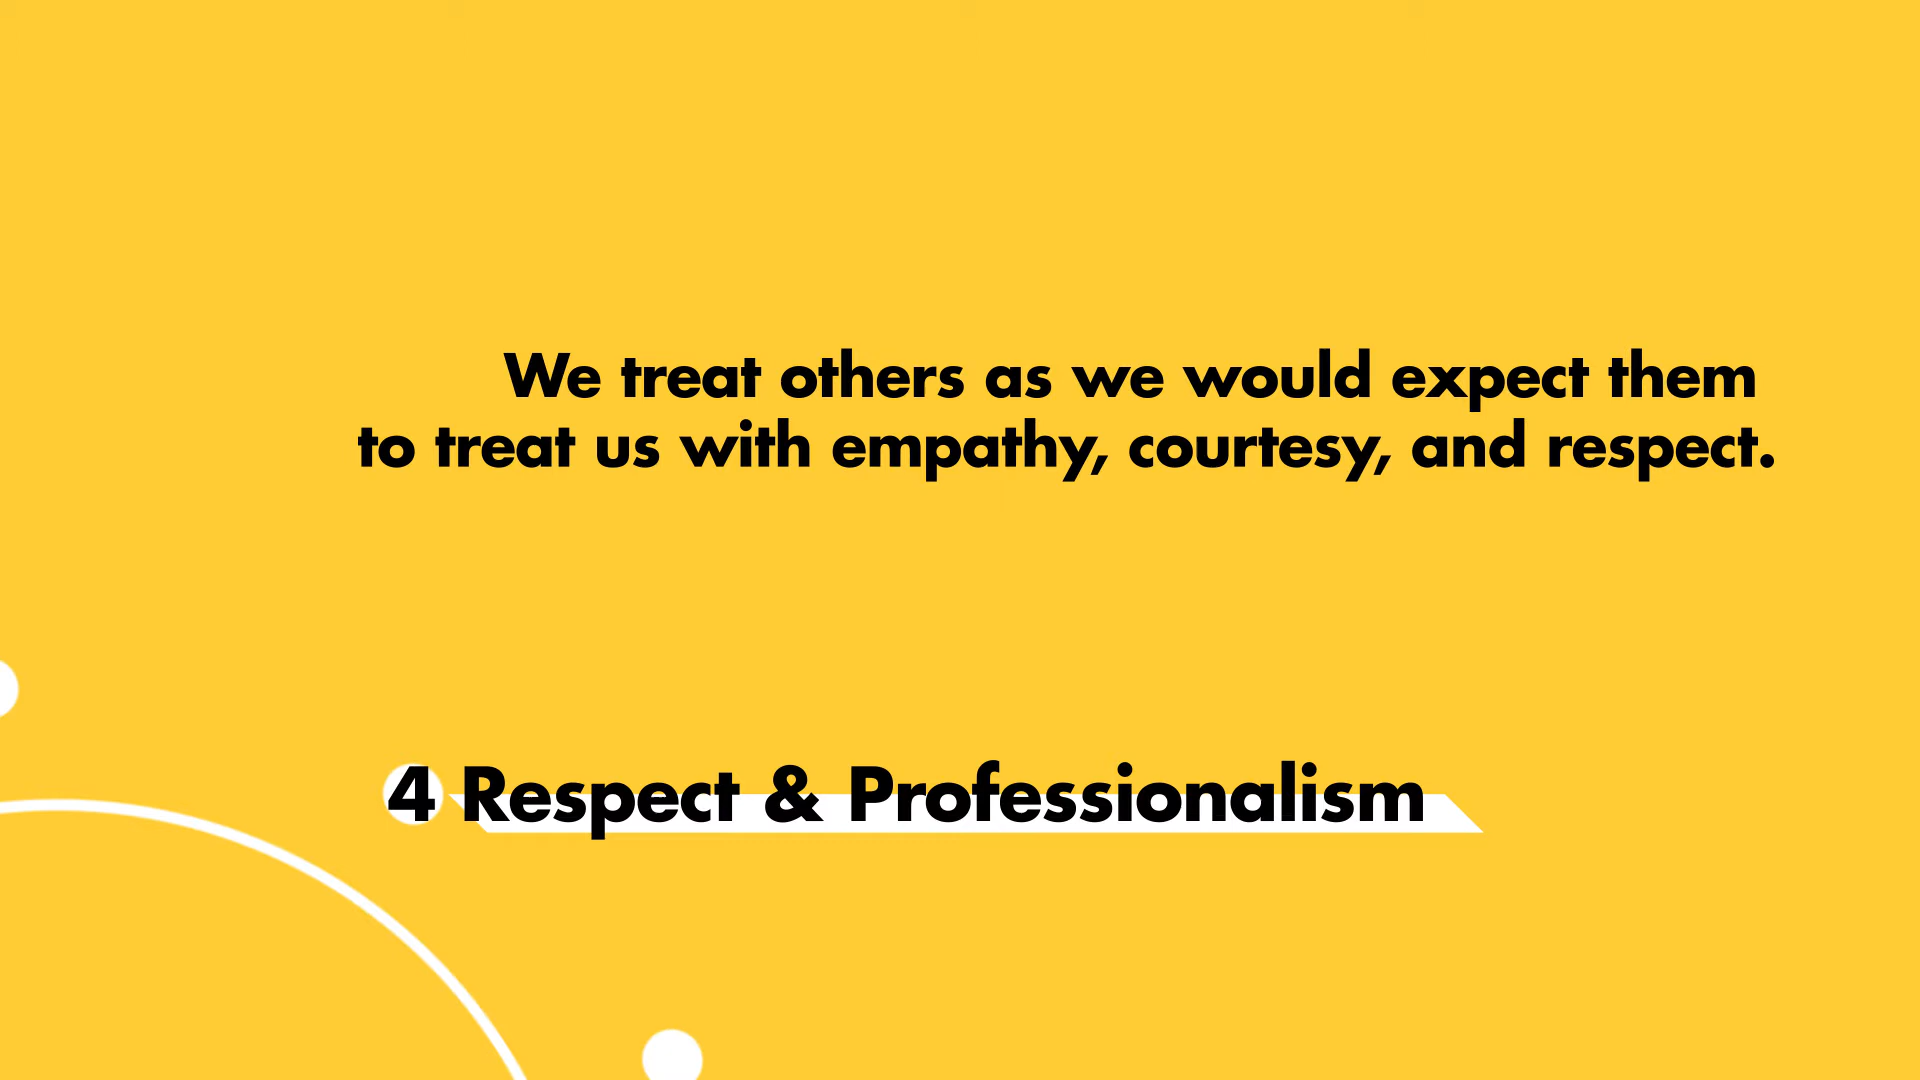 We treat others as we would expect them
to treat us with empathy, courtesy, and respect.
4 Respect & Professionalism